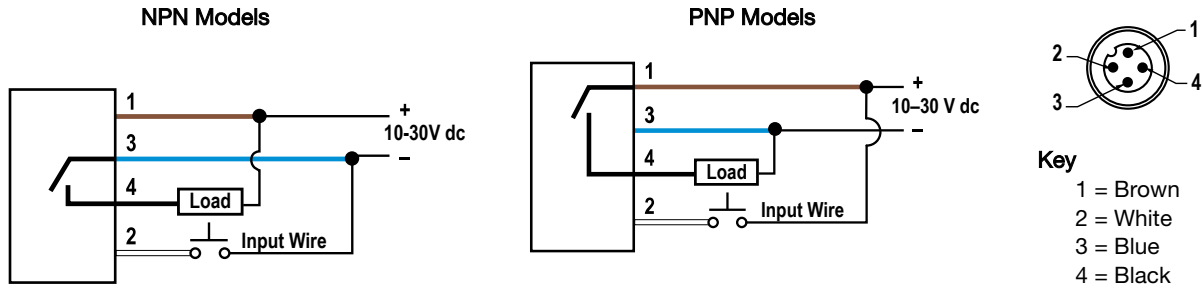 NPN Models
1
+
10-30V dc
3
–
4
Load
2
Input Wire
PNP Models
1
+
10–30 V dc
3
–
4
Load
2
Input Wire
1
2
4
3
Key
1 = Brown
2 = White
3 = Blue
4 = Black